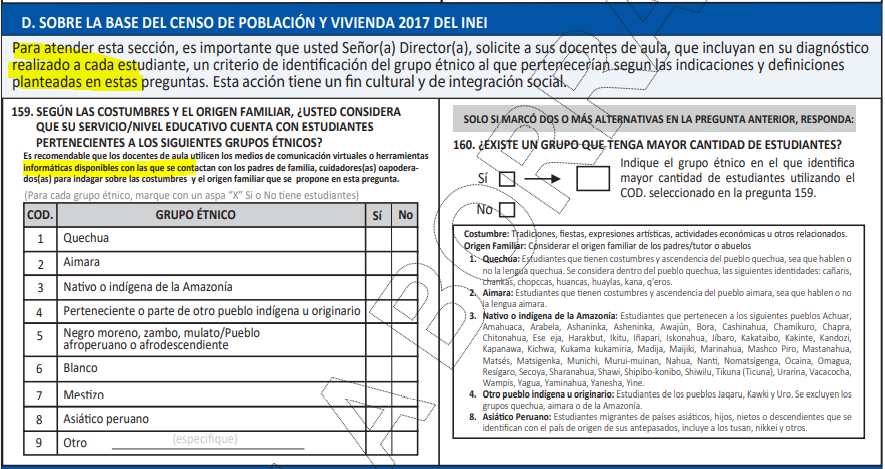 D. SOBRE LA BASE DEL CENSO DE POBLACIÓN Y VIVIENDA 2017 DEL INEI
Para atender esta sección, es importante que usted Señor(a) Director(a), solicite a sus docentes de aula, que incluyan en su diagnóstico
realizado a cada estudiante, un criterio de identificación del grupo étnico al que pertenecerían segun las indicaciones y definiciones
planteadas en estas preguntas. Esta acción tiene un fin cultural y de integración social.
159. SEGÚN LAS COSTUMBRES Y EL ORIGEN FAMILIAR, ¿USTED CONSIDERA
QUE SU SERVICIO/NIVEL EDUCATIVO CUENTA CON ESTUDIANTES
PERTENECIENTES A LOS SIGUIENTES GRUPOS ÉTNICOS?
Es recomendable que los docentes de aula utilicen los medios de comunicación virtuales o herramientas
informáticas disponibles con las que se contactan con los padres de familia, cuidadores(as) oapodera-
dos(as) para indagar sobre las costumbres y el origen familiar que se propone en esta pregunta.
(Para cada grupo étnico, marque con un aspa "X" Sí o No tiene estudiantes)
COD. GRUPO ÉTNICO Sí No
1 Quechua
2 Aimara
3 Nativo o indígena de la Amazonía
4 Perteneciente o parte de otro pueblo indígena u originario
5 Negro moreno, zambo, mulato/Pueblo
afroperuano o afrodescendiente
6 Blanco
7 Mestizo
8 Asiático peruano
9 Otro (especifique)
SOLO SI MARCÓ DOS O MÁS ALTERNATIVAS EN LA PREGUNTA ANTERIOR, RESPONDA:
160. ¿EXISTE UN GRUPO QUE TENGA MAYOR CANTIDAD DE ESTUDIANTES?
Sí
No
Indique el grupo étnico en el que identifica
mayor cantidad de estudiantes utilizando el
COD. seleccionado en la pregunta 159.
Costumbre: Tradiciones, fiestas, expresiones artísticas, actividades económicas u otros relacionados.
Origen Familiar: Considerar el origen familiar de los padres/tutor o abuelos
1. Quechua: Estudiantes que tienen costumbres y ascendencia del pueblo quechua, sea que hablen o
no la lengua quechua. Se considera dentro del pueblo quechua, las siguientes identidades: cañaris,
chankas, chopccas, huancas, huaylas, kana, q'eros.
2. Aimara: Estudiantes que tienen costumbres y ascendencia del pueblo aimara, sea que hablen o no
la lengua aimara.
3. Nativo o indígena de la Amazonía: Estudiantes que pertenecen a los siguientes pueblos Achuar,
Amahuaca, Arabela, Ashaninka, Asheninka, Awajún, Bora, Cashinahua, Chamikuro, Chapra,
Chitonahua, Ese eja, Harakbut, Ikitu, Iñapari, Iskonahua, Jíbaro, Kakataibo, Kakinte, Kandozi,
Kapanawa, Kichwa, Kukama kukamiria, Madija, Maijiki, Marinahua, Mashco Piro, Mastanahua,
Matsés, Matsigenka, Munichi, Murui-muinan, Nahua, Nanti, Nomatsigenga, Ocaina, Omagua,
Resígaro, Secoya, Sharanahua, Shawi, Shipibo-konibo, Shiwilu, Tikuna (Ticuna), Urarina, Vacacocha,
Wampis, Yagua, Yaminahua, Yanesha, Yine.
4. Otro pueblo indígena u originario: Estudiantes de los pueblos Jaqaru, Kawki y Uro. Se excluyen los
grupos quechua, aimara o de la Amazonía.
8. Asiático Peruano: Estudiantes migrantes de países asiáticos, hijos, nietos o descendientes que se
identifican con el país de origen de sus antepasados, incluye a los tusan, nikkei y otros.